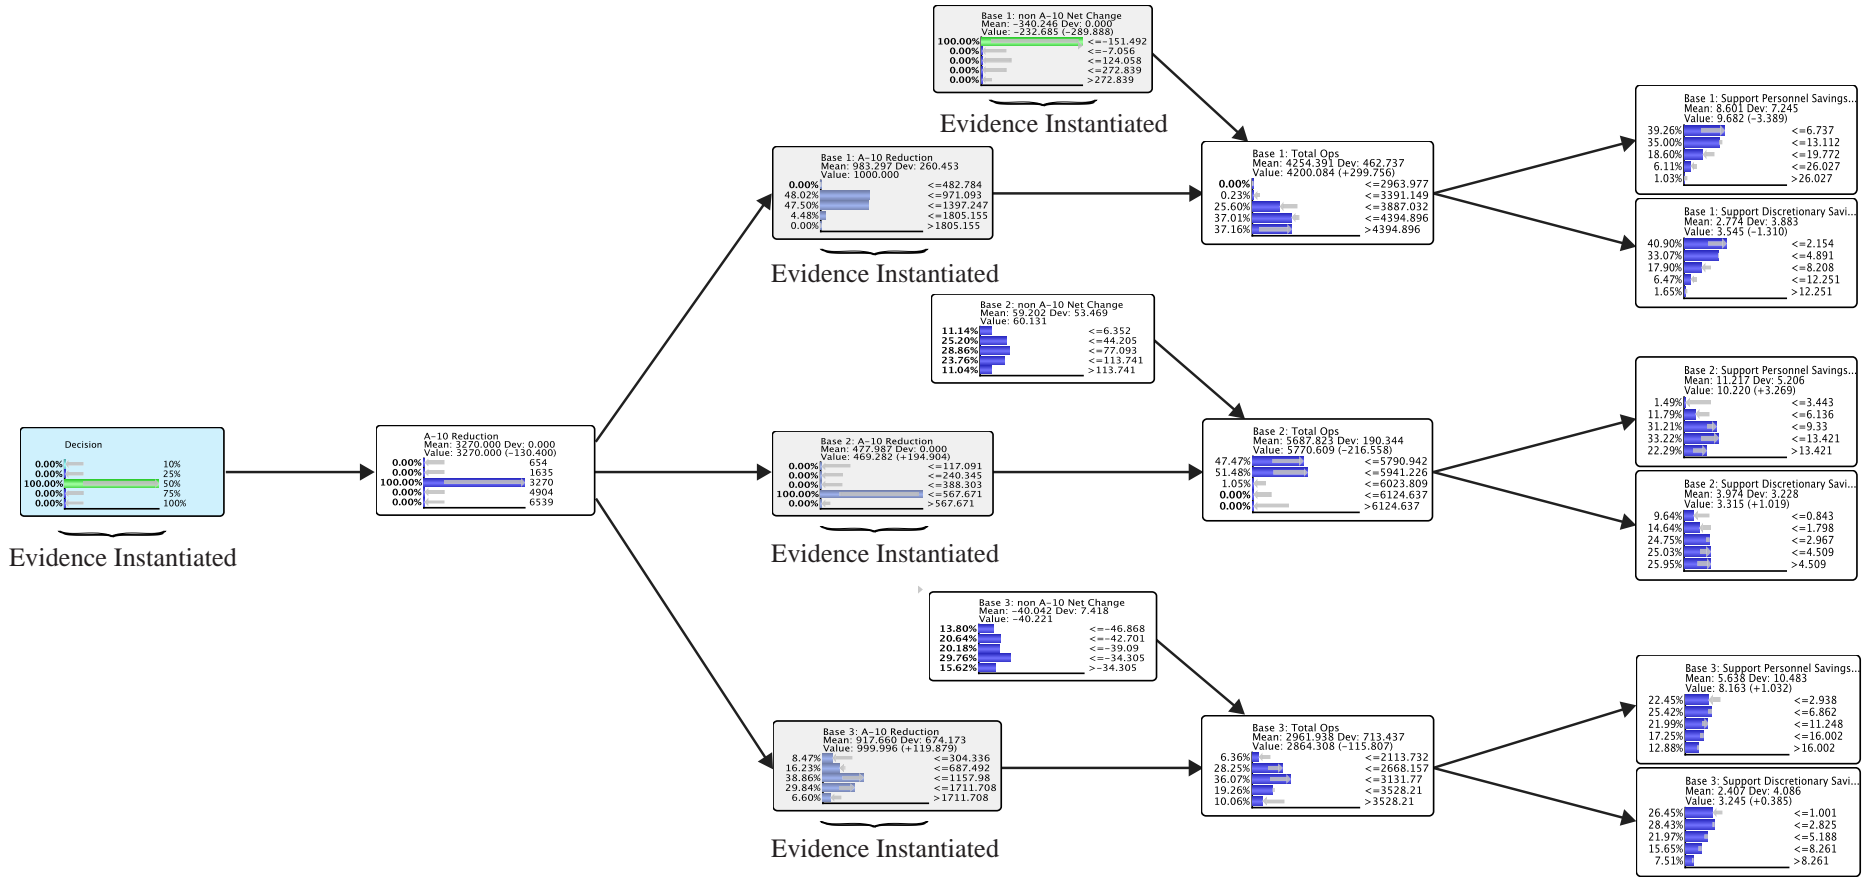 Base 1: non A-10 Net Change
Mean: -340.246 Dev: 0.000
Value: -232.685 (-289.888)
100.00% <=-151.492
0.00% <=-7.056
0.00% <=124.058
0.00% <=272.839
0.00% >272.839
Evidence Instantiated
Base 1: A-10 Reduction
Mean: 983.297 Dev: 260.453
Value: 1000.000
0.00% <=482.784
48.02% <=971.093
47.50% <=1397.247
4.48% <=1805.155
0.00% >1805.155
Evidence Instantiated
Base 1: Total Ops
Mean: 4254.391 Dev: 462.737
Value: 4200.084 (+299.756)
0.00% <=2963.977
0.23% <=3391.149
25.60% <=3887.032
37.01% <=4394.896
37.16% >4394.896
Base 1: Support Personnel Savings...
Mean: 8.601 Dev: 7.245
Value: 9.682 (-3.389)
39.26% <=6.737
35.00% <=13.112
18.60% <=19.772
6.11% <=26.027
1.03% >26.027
Base 1: Support Discretionary Savi...
Mean: 2.774 Dev: 3.883
Value: 3.545 (-1.310)
40.90% <=2.154
33.07% <=4.891
17.90% <=8.208
6.47% <=12.251
1.65% >12.251
Base 2: non A-10 Net Change
Mean: 59.202 Dev: 53.469
Value: 60.131
11.14% <=6.352
25.20% <=44.205
28.86% <=77.093
23.76% <=113.741
11.04% >113.741
Decision
0.00% 10%
0.00% 25%
100.00% 50%
0.00% 75%
0.00% 100%
Evidence Instantiated
A-10 Reduction
Mean: 3270.000 Dev: 0.000
Value: 3270.000 (-130.400)
0.00% 654
0.00% 1635
100.00% 3270
0.00% 4904
0.00% 6539
Base 2: A-10 Reduction
Mean: 477.987 Dev: 0.000
Value: 469.282 (+194.904)
0.00% <=117.091
0.00% <=240.345
0.00% <=388.303
100.00% <=567.671
0.00% >567.671
Evidence Instantiated
Base 2: Total Ops
Mean: 5687.823 Dev: 190.344
Value: 5770.609 (-216.558)
47.47% <=5790.942
51.48% <=5941.226
1.05% <=6023.809
0.00% <=6124.637
0.00% >6124.637
Base 2: Support Personnel Savings...
Mean: 11.217 Dev: 5.206
Value: 10.220 (+3.269)
1.49% <=3.443
11.79% <=6.136
31.21% <=9.33
33.22% <=13.421
22.29% >13.421
Base 2: Support Discretionary Savi...
Mean: 3.974 Dev: 3.228
Value: 3.315 (+1.019)
9.64% <=0.843
14.64% <=1.798
24.75% <=2.967
25.03% <=4.509
25.95% >4.509
Base 3: non A-10 Net Change
Mean: -40.042 Dev: 7.418
Value: -40.221
13.80% <=-46.868
20.64% <=-42.701
20.18% <=-39.09
29.76% <=-34.305
15.62% >-34.305
Base 3: A-10 Reduction
Mean: 917.660 Dev: 674.173
Value: 999.996 (+119.879)
8.47% <=304.336
16.23% <=687.492
38.86% <=1157.98
29.84% <=1711.708
6.60% >1711.708
Evidence Instantiated
Base 3: Total Ops
Mean: 2961.938 Dev: 713.437
Value: 2864.308 (-115.807)
6.36% <=2113.732
28.25% <=2668.157
36.07% <=3131.77
19.26% <=3528.21
10.06% >3528.21
Base 3: Support Personnel Savings...
Mean: 5.638 Dev: 10.483
Value: 8.163 (+1.032)
22.45% <=2.938
25.42% <=6.862
21.99% <=11.248
17.25% <=16.002
12.88% >16.002
Base 3: Support Discretionary Savi...
Mean: 2.407 Dev: 4.086
Value: 3.245 (+0.385)
26.45% <=1.001
28.43% <=2.825
21.97% <=5.188
15.65% <=8.261
7.51% >8.261